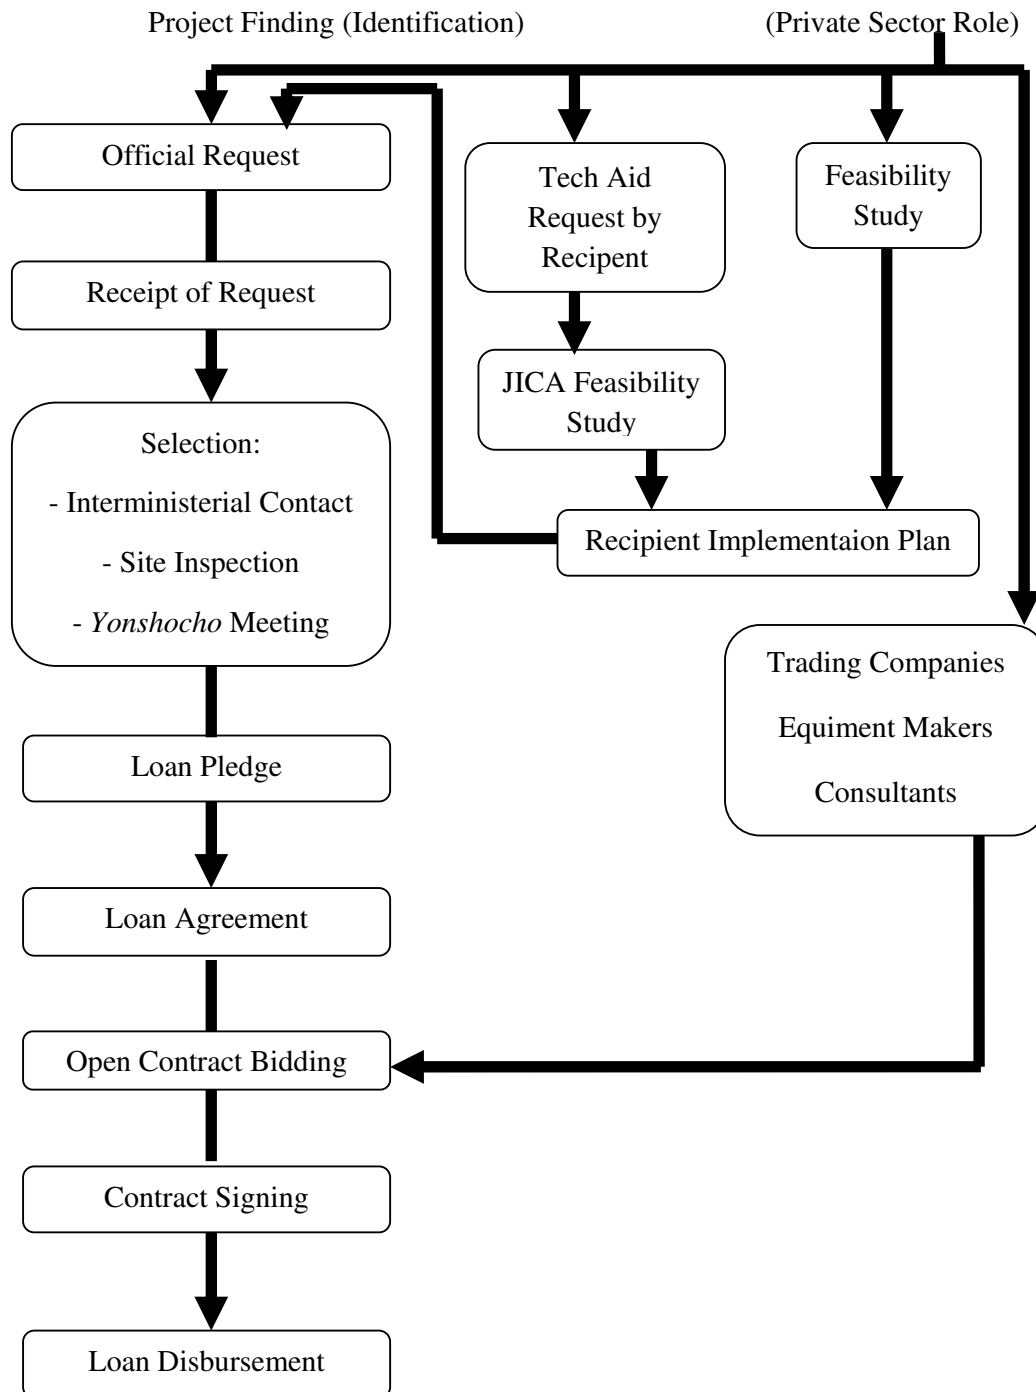 Project Finding (Identification)
(Private Sector Role)
Official Request
Tech Aid
Request by
Recipent
Feasibility
Study
Receipt of Request
JICA Feasibility
Study
Selection:
- Interministerial Contact
- Site Inspection
- Yonshocho Meeting
Recipient Implementaion Plan
Trading Companies
Equiment Makers
Consultants
Loan Pledge
Loan Agreement
Open Contract Bidding
Contract Signing
Loan Disbursement